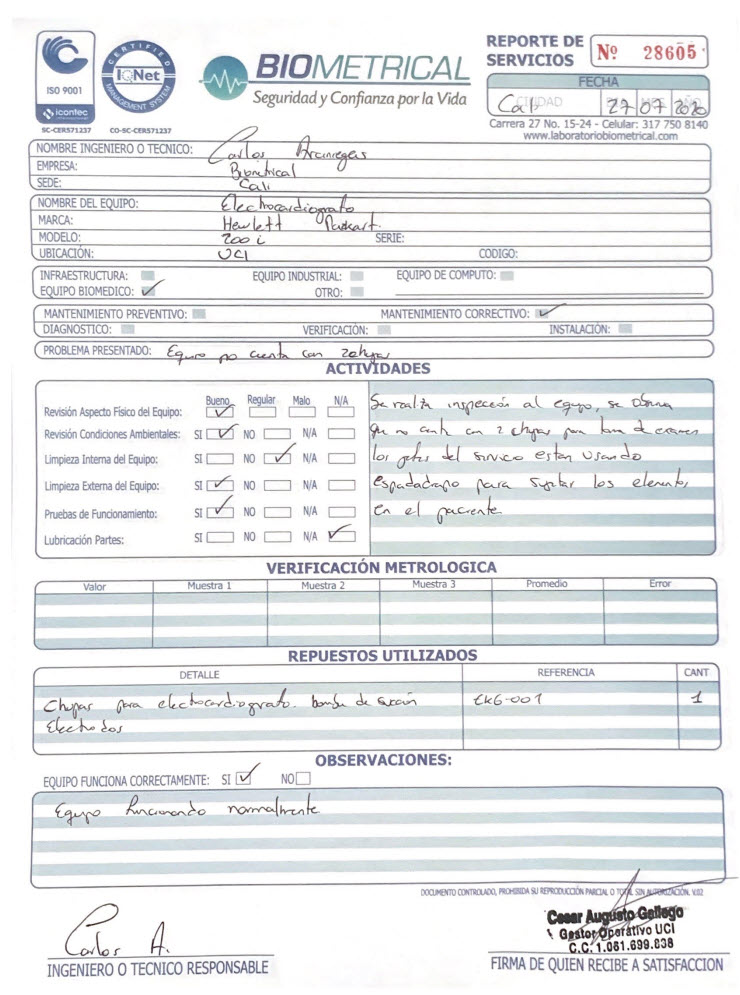 ISO 9001
icontec
SC-CER571237
CERTIFIED
IQNet
MANAGEMENT SYSTEM
CO-SC-CER571237
BIOMETRICAL
Seguridad y Confianza por la Vida
REPORTE DE SERVICIOS
Nº 28605
FECHA
CIUDAD
Cali 27 07 2020
Carrera 27 No. 15-24 - Celular: 317 750 8140
www.laboratoriobiometrical.com
NOMBRE INGENIERO O TECNICO: Carlos Aranregas
EMPRESA: Biometrical
SEDE: Cali
NOMBRE DEL EQUIPO: Electrocardiografo
MARCA: Hewlett Packart.
MODELO: 200 i SERIE:
UBICACIÓN: UCI CODIGO:
INFRAESTRUCTURA: EQUIPO INDUSTRIAL: EQUIPO DE COMPUTO:
EQUIPO BIOMEDICO: ✓ OTRO:
MANTENIMIENTO PREVENTIVO: MANTENIMIENTO CORRECTIVO: ✓
DIAGNOSTICO: VERIFICACIÓN: INSTALACIÓN:
PROBLEMA PRESENTADO: Equipo no cuenta con 2 chupas
ACTIVIDADES
Bueno Regular Malo N/A
Revisión Aspecto Físico del Equipo: ✓
Revisión Condiciones Ambientales: SI ✓ NO N/A
Limpieza Interna del Equipo: SI NO ✓ N/A
Limpieza Externa del Equipo: SI ✓ NO N/A
Pruebas de Funcionamiento: SI ✓ NO N/A
Lubricación Partes: SI NO N/A ✓
Se realiza inspección al equipo, se observa
que no cuenta con 2 chupas para toma de examen
los jefes del servicio estan usando
espadadrapo para sujetar los elementos
en el paciente
VERIFICACIÓN METROLOGICA
Valor Muestra 1 Muestra 2 Muestra 3 Promedio Error
REPUESTOS UTILIZADOS
DETALLE REFERENCIA CANT
Chupas para electrocardiografo. bomba de succión EKG-001 1
Electrodos
OBSERVACIONES:
EQUIPO FUNCIONA CORRECTAMENTE: SI ✓ NO
Equipo funcionando normalmente
DOCUMENTO CONTROLADO, PROHIBIDA SU REPRODUCCIÓN PARCIAL O TOTAL SIN AUTORIZACIÓN. V.02
Carlos A.
INGENIERO O TECNICO RESPONSABLE
Cesar Augusto Gallego
Gestor Operativo UCI
C.C. 1.061.699.838
FIRMA DE QUIEN RECIBE A SATISFACCION